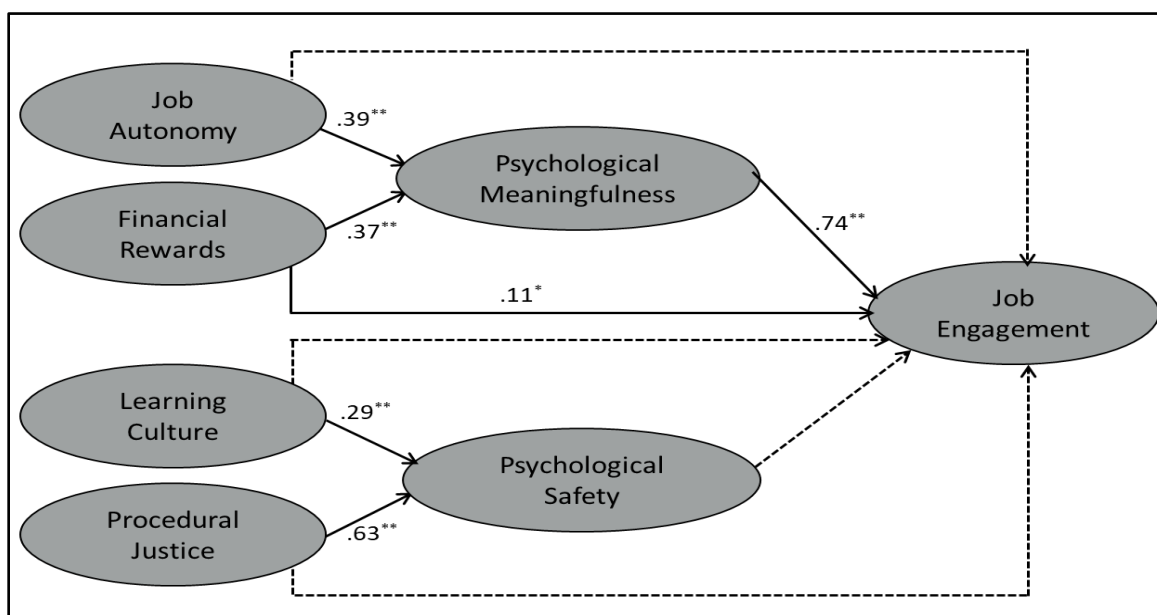 Job
Autonomy
.39**
Psychological
Meaningfulness
Financial
Rewards
.37**
.74**
.11*
Job
Engagement
Learning
Culture
.29**
Psychological
Safety
Procedural
Justice
.63**